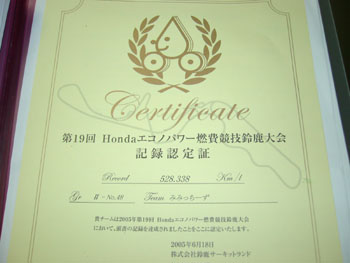 Certificate
第19回 Hondaエコノパワー燃費競技鈴鹿大会
記録認定証
Record 528.338 Km/l
Gr II - No.40 Team みみっちーず
貴チームは2005年第19回 Hondaエコノパワー燃費競技鈴鹿大会
において、頭書の記録を達成されましたことをここに認定いたします。
2005年6月18日
株式会社鈴鹿サーキットランド